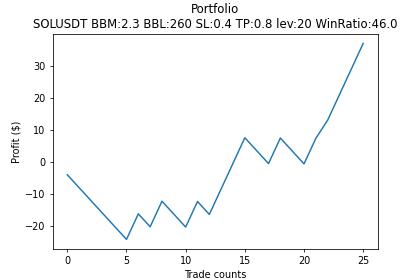 Portfolio
SOLUSDT BBM:2.3 BBL:260 SL:0.4 TP:0.8 lev:20 WinRatio:46.0
30
20
10
0
−10
−20
Profit ($)
0 5 10 15 20 25
Trade counts